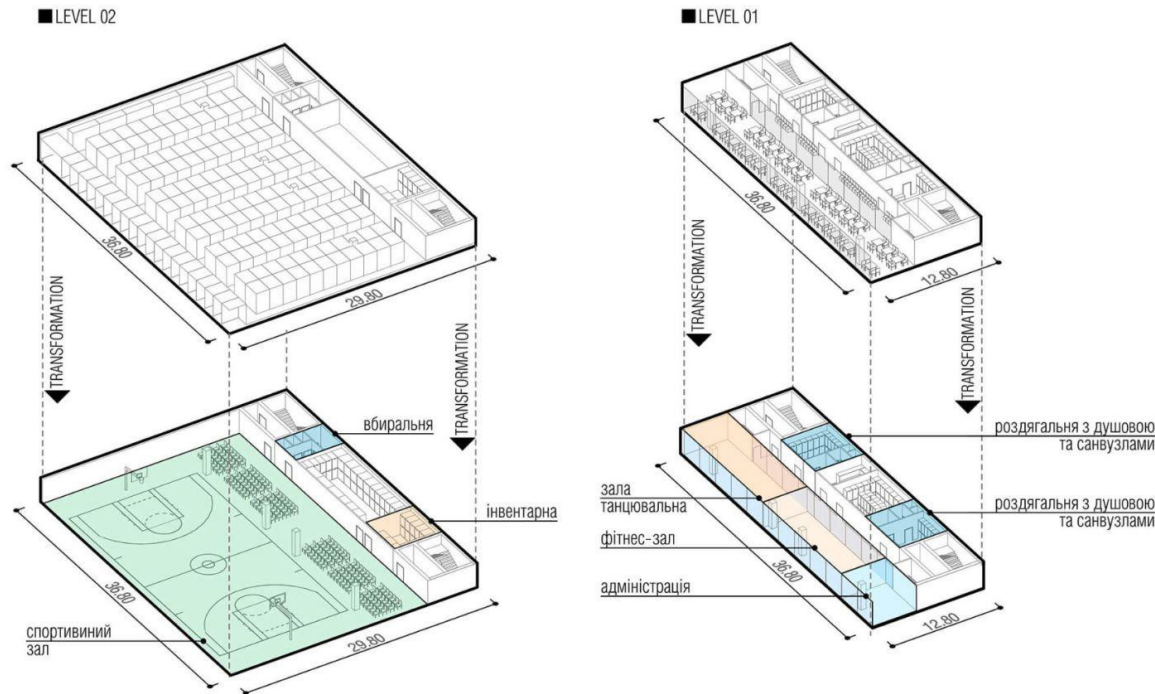 LEVEL 02
LEVEL 01
36.80
29.80
36.80
12.80
TRANSFORMATION
TRANSFORMATION
TRANSFORMATION
TRANSFORMATION
вбиральня
інвентарна
спортивиний
зал
36.80
29.80
роздягальня з душовою
та санвузлами
роздягальня з душовою
та санвузлами
зала
танцювальна
фітнес-зал
адміністрація
36.80
12.80